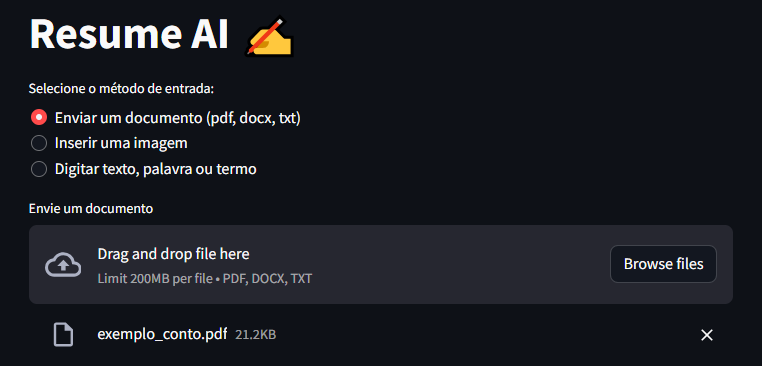 Resume AI
Selecione o método de entrada:
Enviar um documento (pdf, docx, txt)
Inserir uma imagem
Digitar texto, palavra ou termo
Envie um documento
Drag and drop file here
Limit 200MB per file • PDF, DOCX, TXT
Browse files
exemplo_conto.pdf 21.2KB